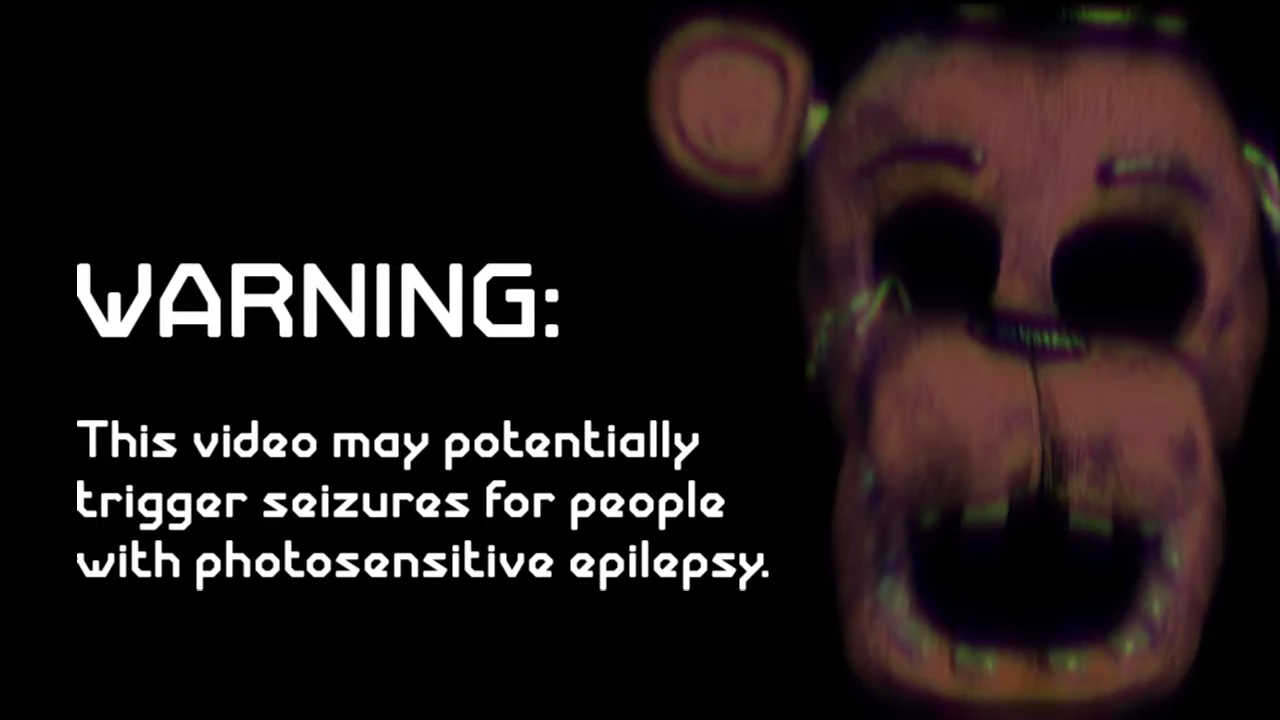 WARNING:
This video may potentially
trigger seizures for people
with photosensitive epilepsy.